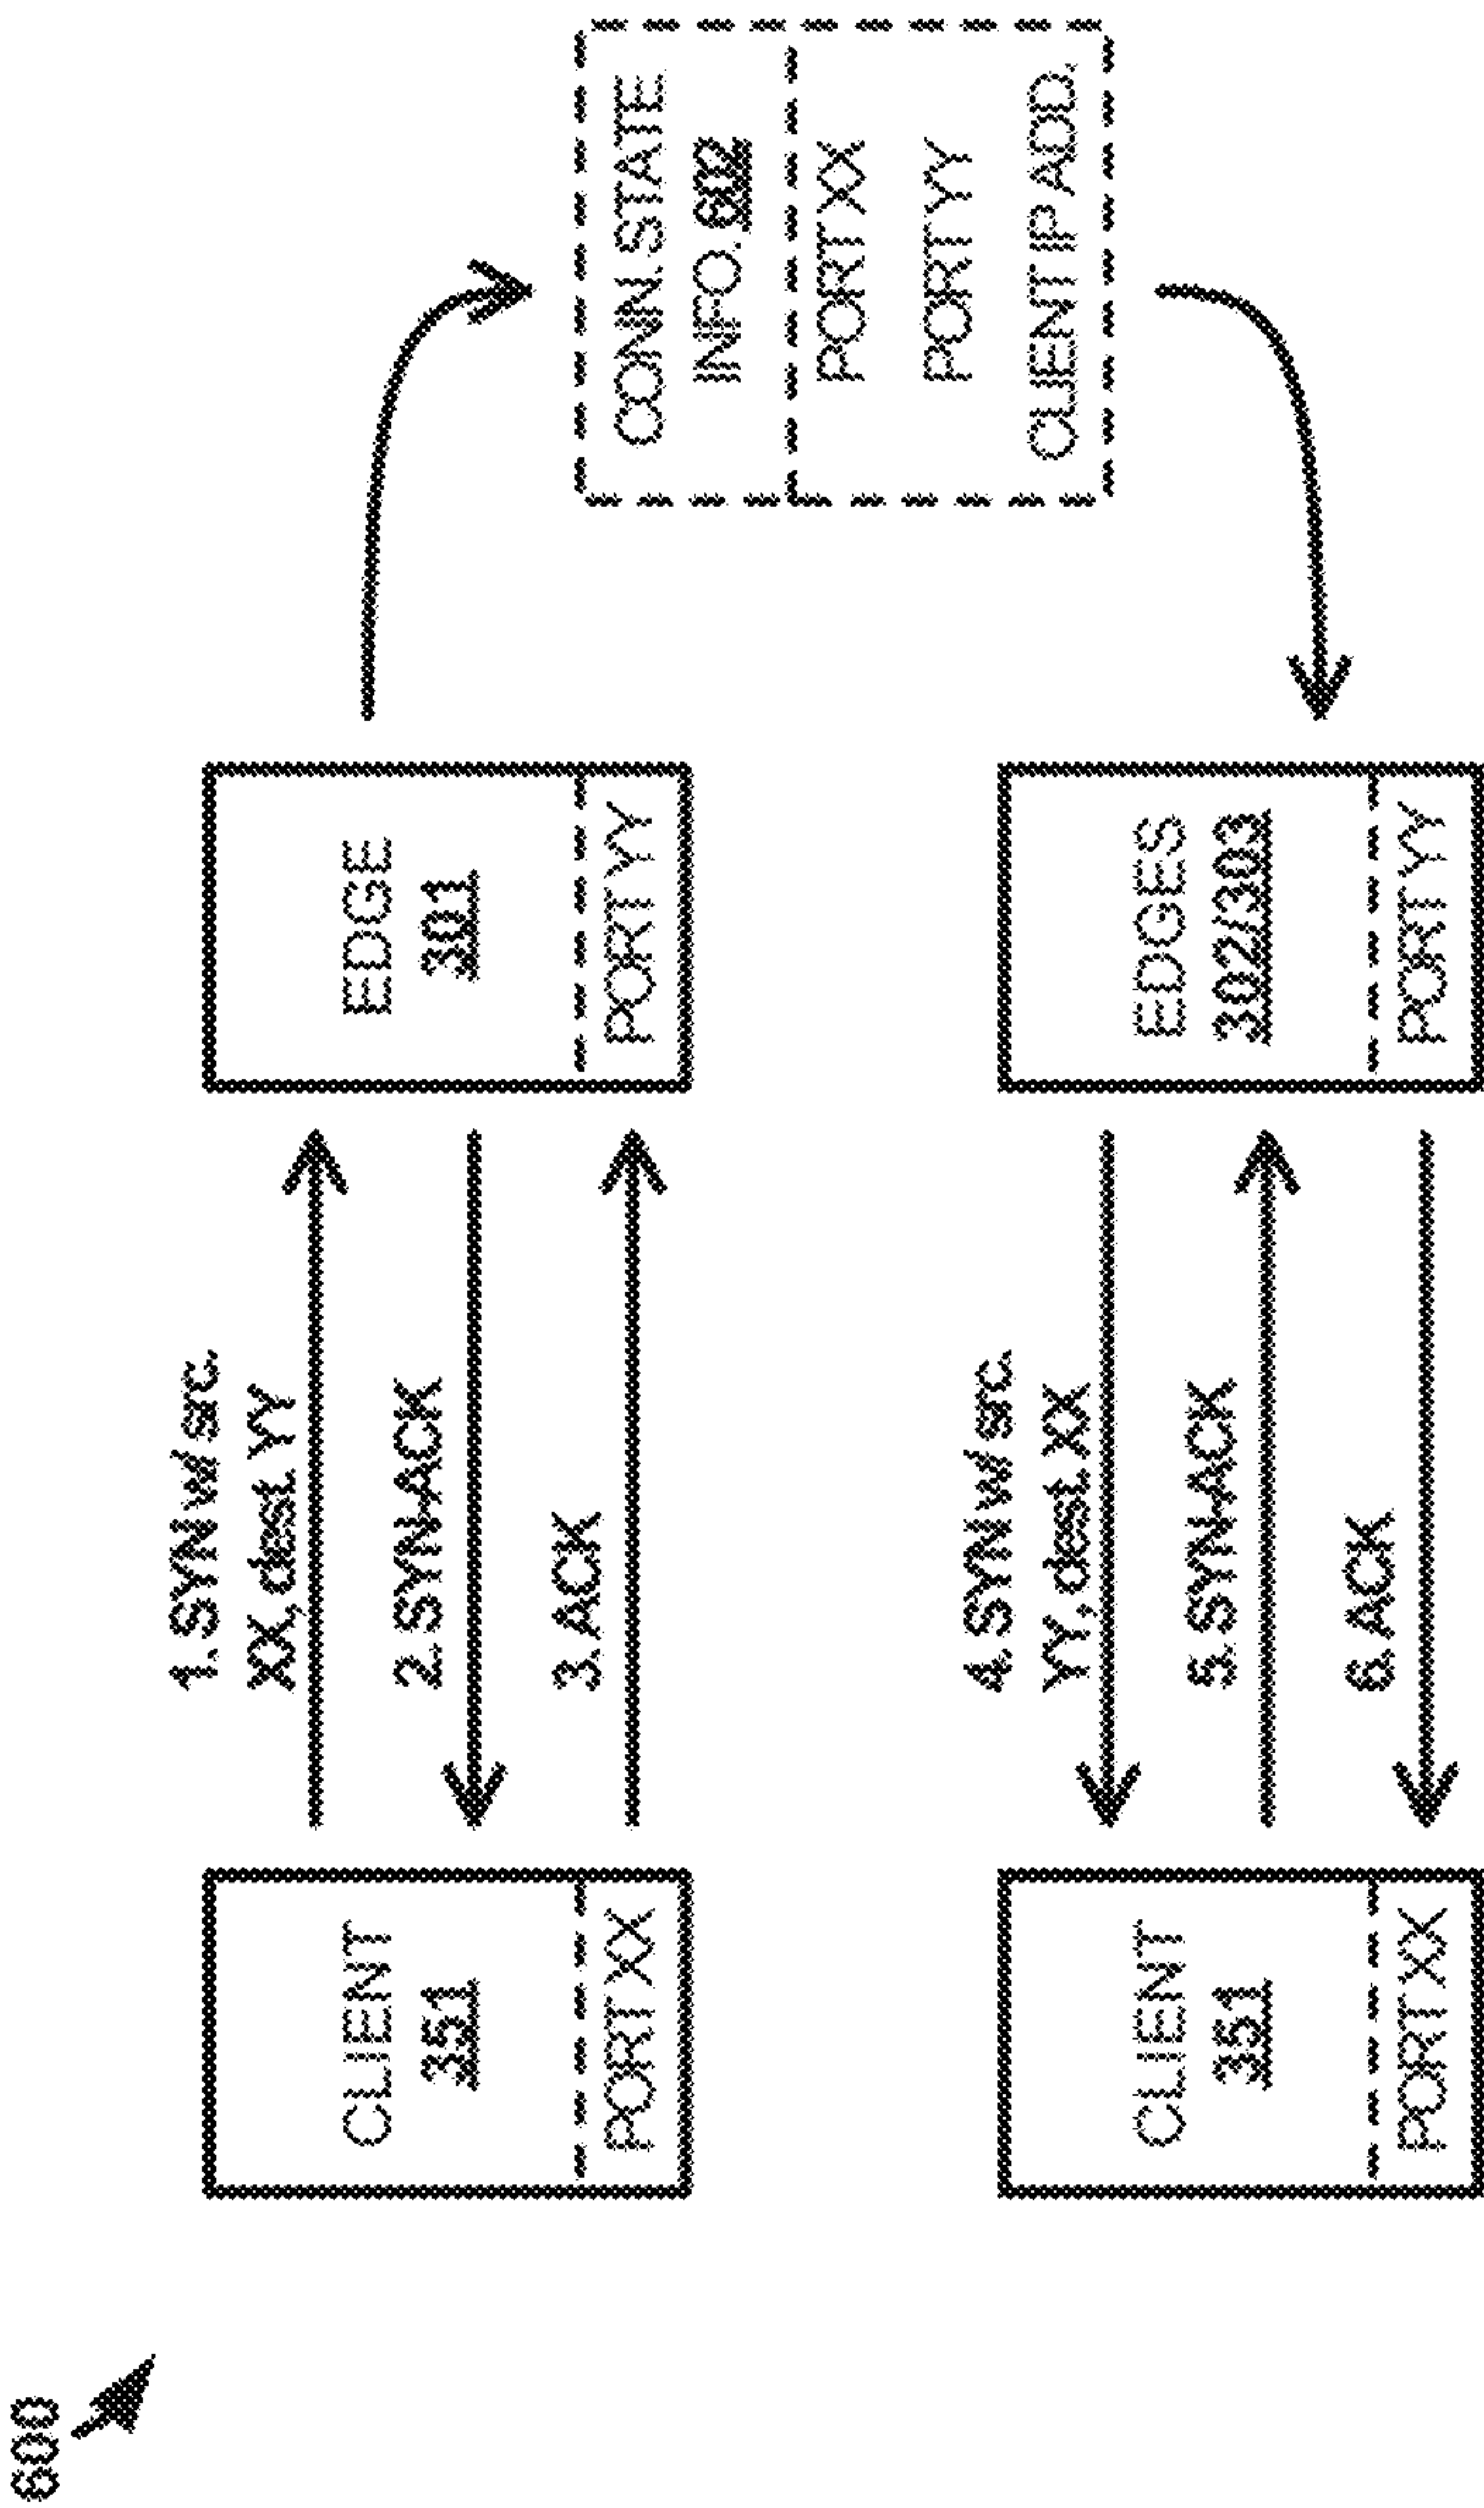 600
CLIENT
351
PORT XX
1. SYN w/ src.
XX, dest. YY
2. SYN-ACK
3. ACK
EDGE
301
PORT YY
CONN. STATE
INFO. 602
PORT XX
PORT YY
CLIENT IP ADD.
CLIENT
351
PORT XX
4. SYN w/ src
YY, dest. XX
5. SYN-ACK
6. ACK
EDGES
302/303
PORT YY